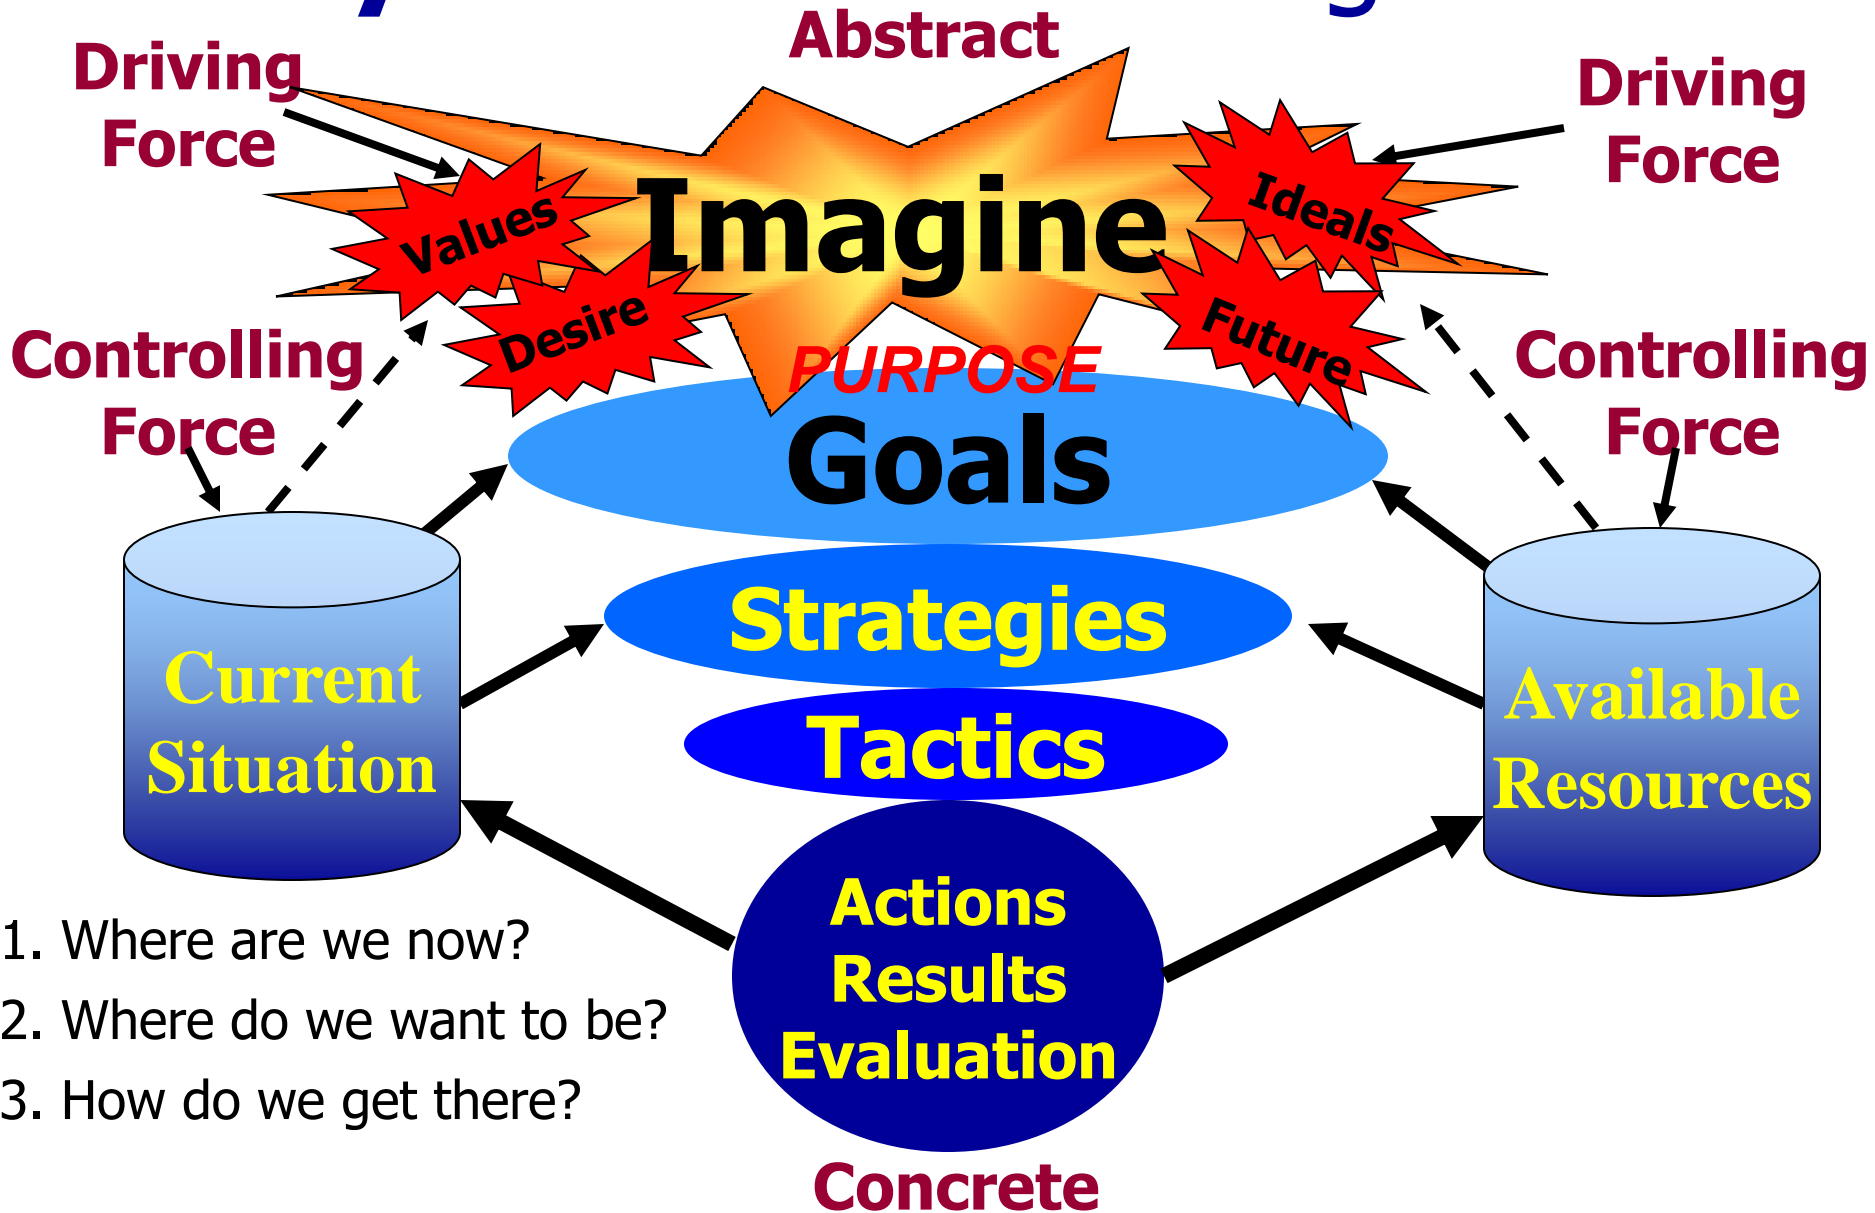 Abstract
Driving
Force
Driving
Force
Imagine
Values
Desire
Ideals
Future
PURPOSE
Controlling
Force
Controlling
Force
Goals
Strategies
Tactics
Current
Situation
Available
Resources
Actions
Results
Evaluation
1. Where are we now?
2. Where do we want to be?
3. How do we get there?
Concrete